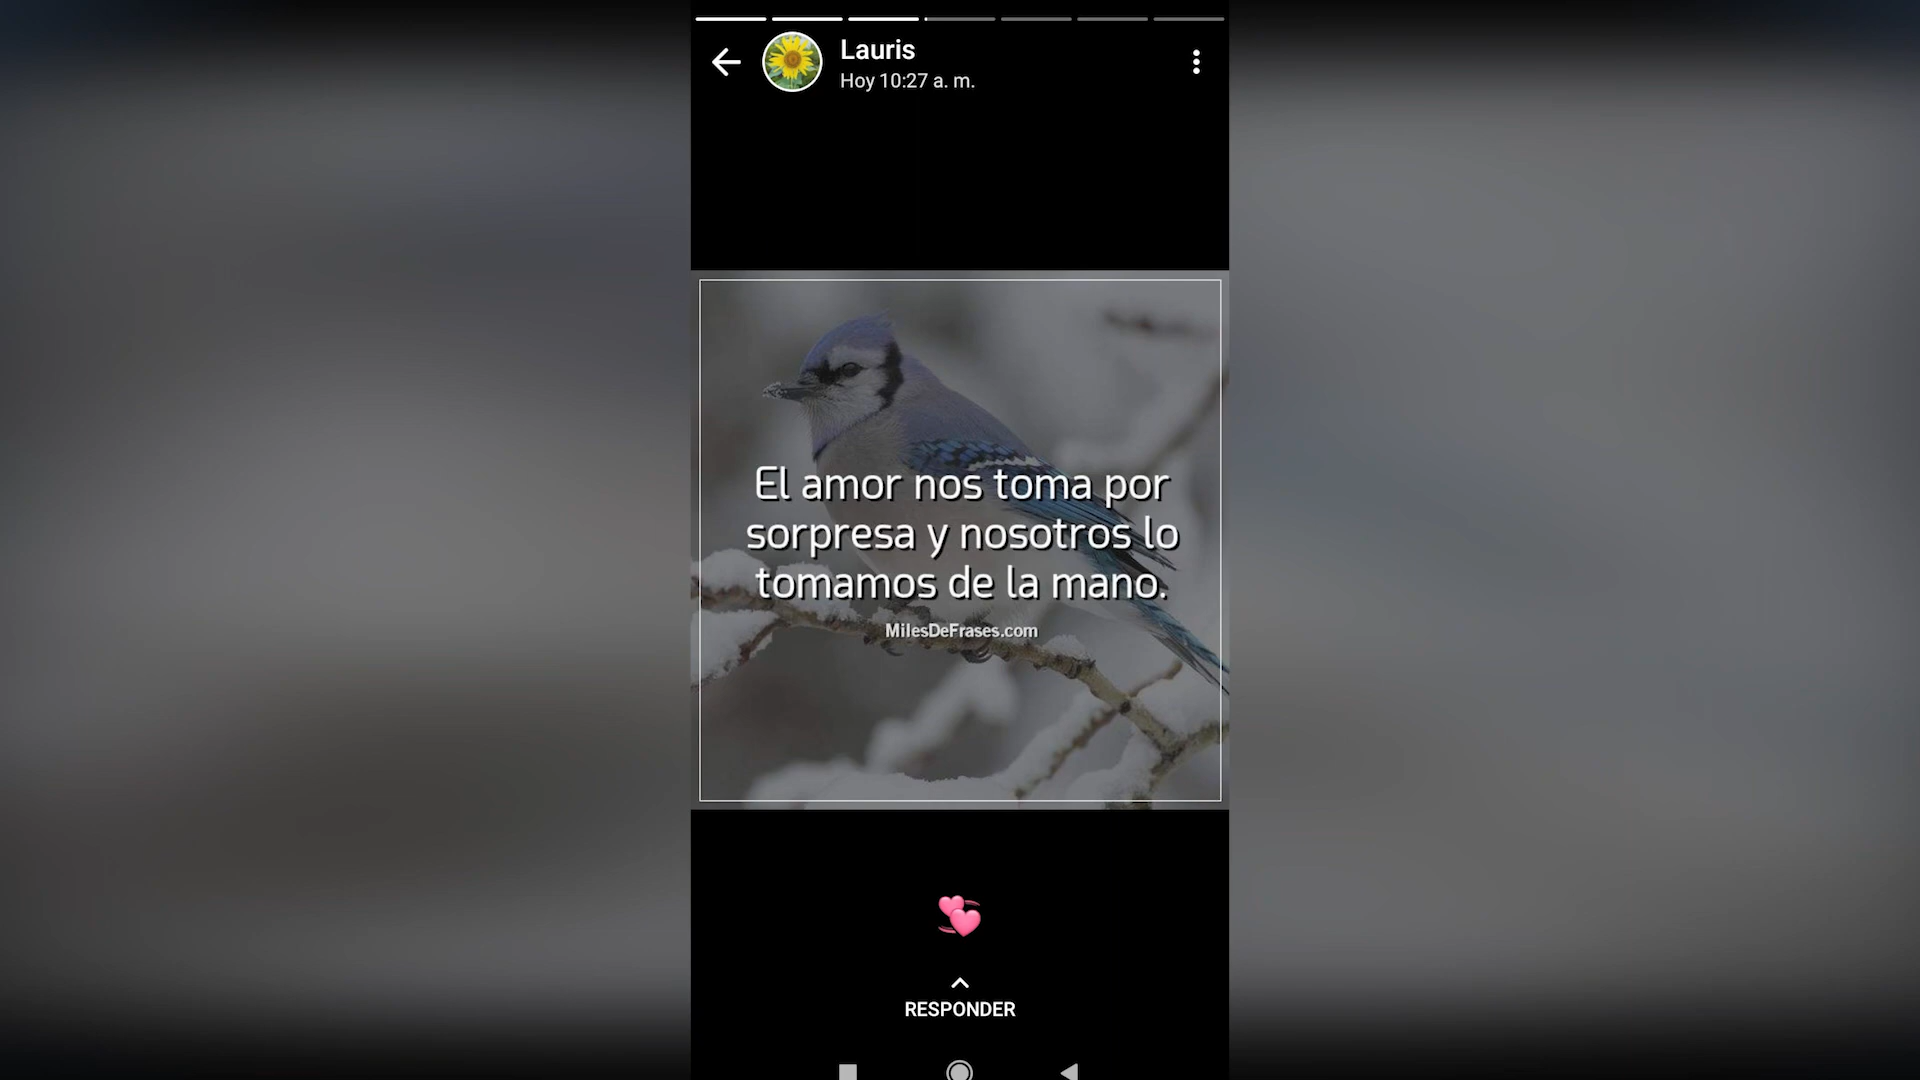 Lauris
Hoy 10:27 a. m.
El amor nos toma por
sorpresa y nosotros lo
tomamos de la mano.
MilesDeFrases.com
RESPONDER